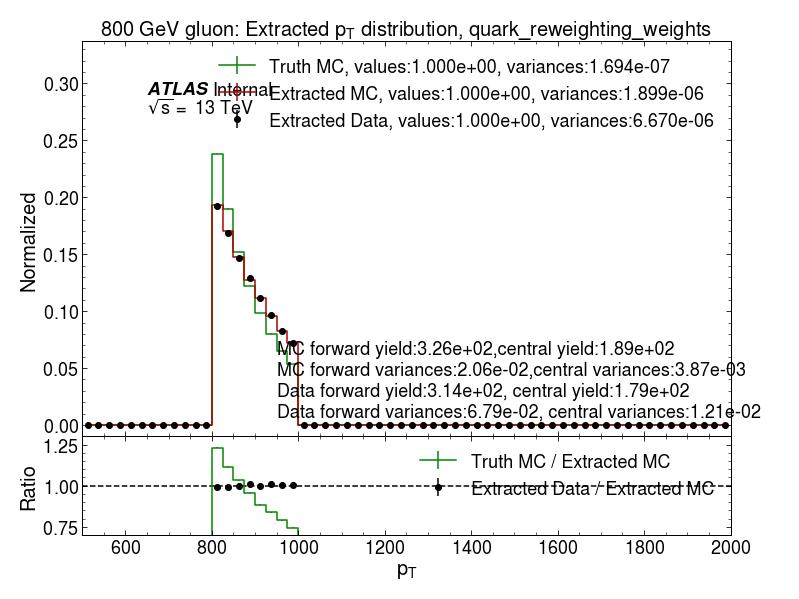 800 GeV gluon: Extracted pT distribution, quark_reweighting_weights
Truth MC, values:1.000e+00, variances:1.694e-07
ATLAS Internal
Extracted MC, values:1.000e+00, variances:1.899e-06
√s = 13 TeV
Extracted Data, values:1.000e+00, variances:6.670e-06
Normalized
0.30
0.25
0.20
0.15
0.10
0.05
0.00
MC forward yield:3.26e+02,central yield:1.89e+02
MC forward variances:2.06e-02,central variances:3.87e-03
Data forward yield:3.14e+02, central yield:1.79e+02
Data forward variances:6.79e-02, central variances:1.21e-02
Ratio
1.25
1.00
0.75
Truth MC / Extracted MC
Extracted Data / Extracted MC
600 800 1000 1200 1400 1600 1800 2000
pT